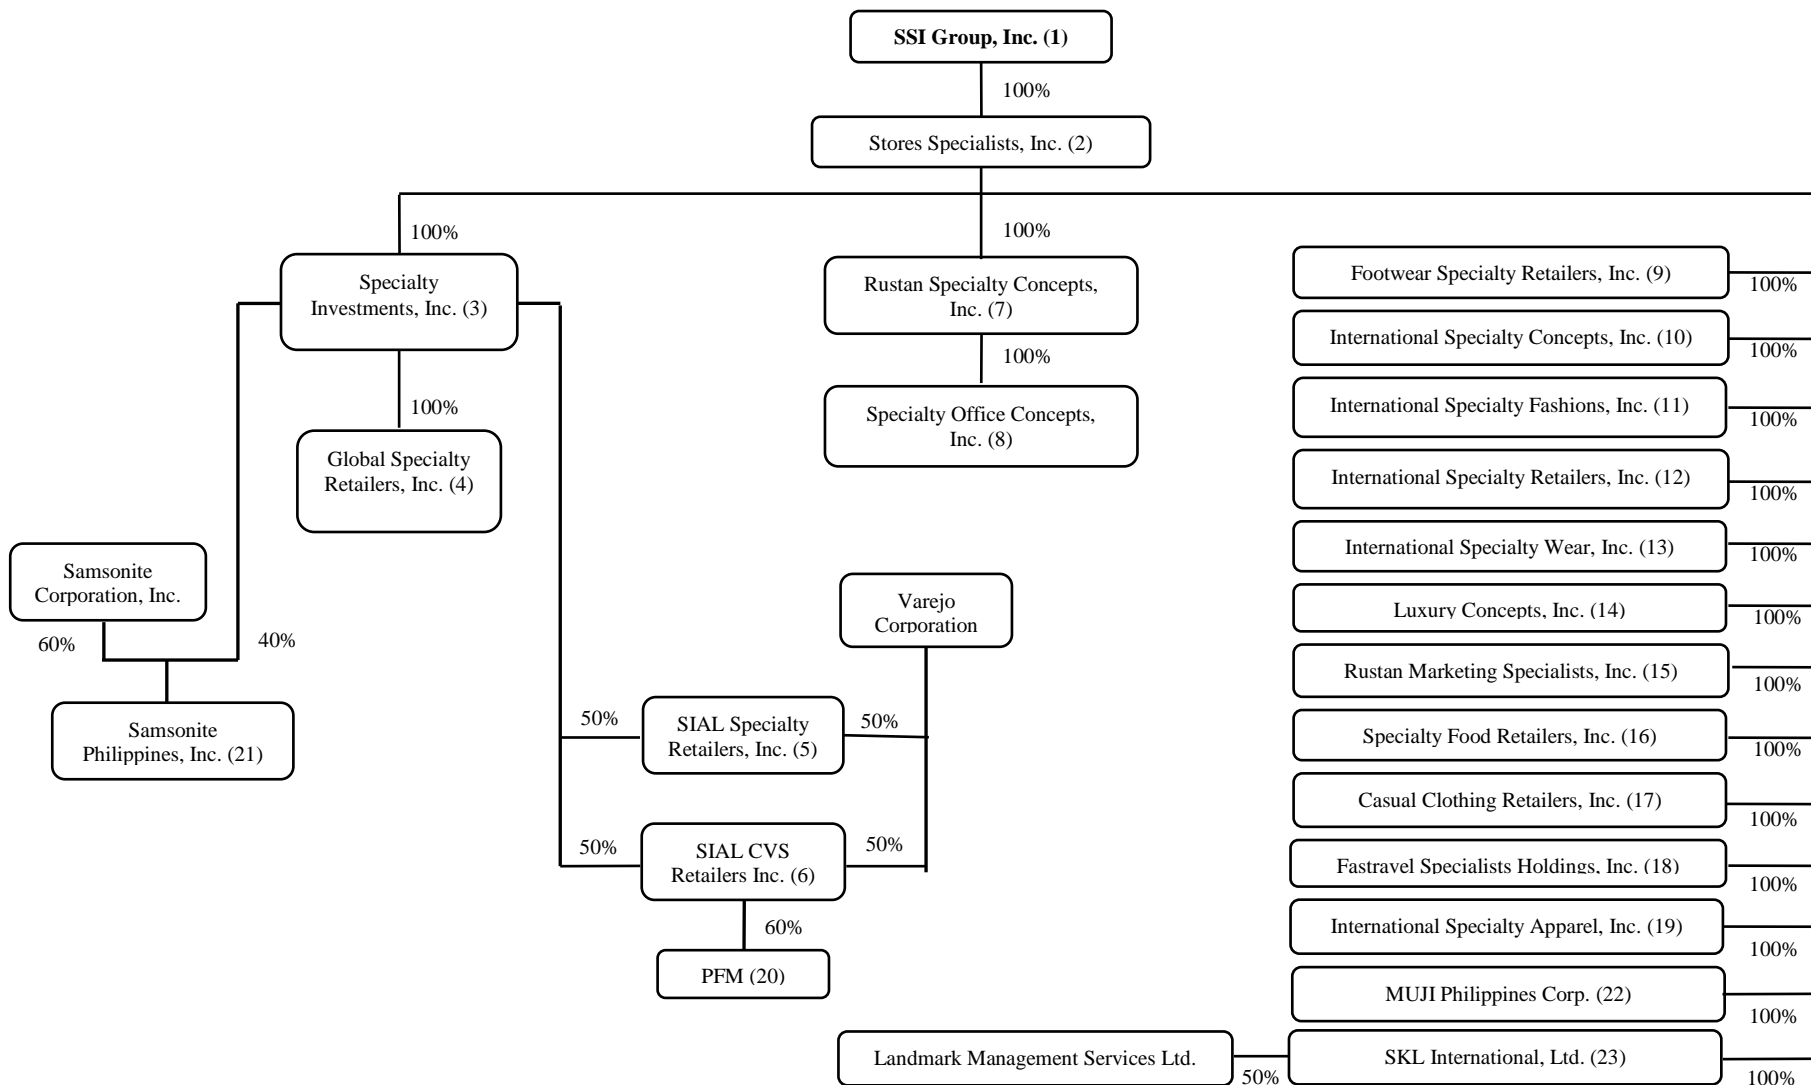 SSI Group, Inc. (1)
100%
Stores Specialists, Inc. (2)
100%
100%
Specialty
Investments, Inc. (3)
Rustan Specialty Concepts,
Inc. (7)
100%
100%
Global Specialty
Retailers, Inc. (4)
Specialty Office Concepts,
Inc. (8)
Samsonite
Corporation, Inc.
60%
40%
Samsonite
Philippines, Inc. (21)
Varejo
Corporation
50%
SIAL Specialty
Retailers, Inc. (5)
50%
50%
SIAL CVS
Retailers Inc. (6)
50%
60%
PFM (20)
Footwear Specialty Retailers, Inc. (9)
100%
International Specialty Concepts, Inc. (10)
100%
International Specialty Fashions, Inc. (11)
100%
International Specialty Retailers, Inc. (12)
100%
International Specialty Wear, Inc. (13)
100%
Luxury Concepts, Inc. (14)
100%
Rustan Marketing Specialists, Inc. (15)
100%
Specialty Food Retailers, Inc. (16)
100%
Casual Clothing Retailers, Inc. (17)
100%
Fastravel Specialists Holdings, Inc. (18)
100%
International Specialty Apparel, Inc. (19)
100%
MUJI Philippines Corp. (22)
100%
Landmark Management Services Ltd.
50%
SKL International, Ltd. (23)
100%